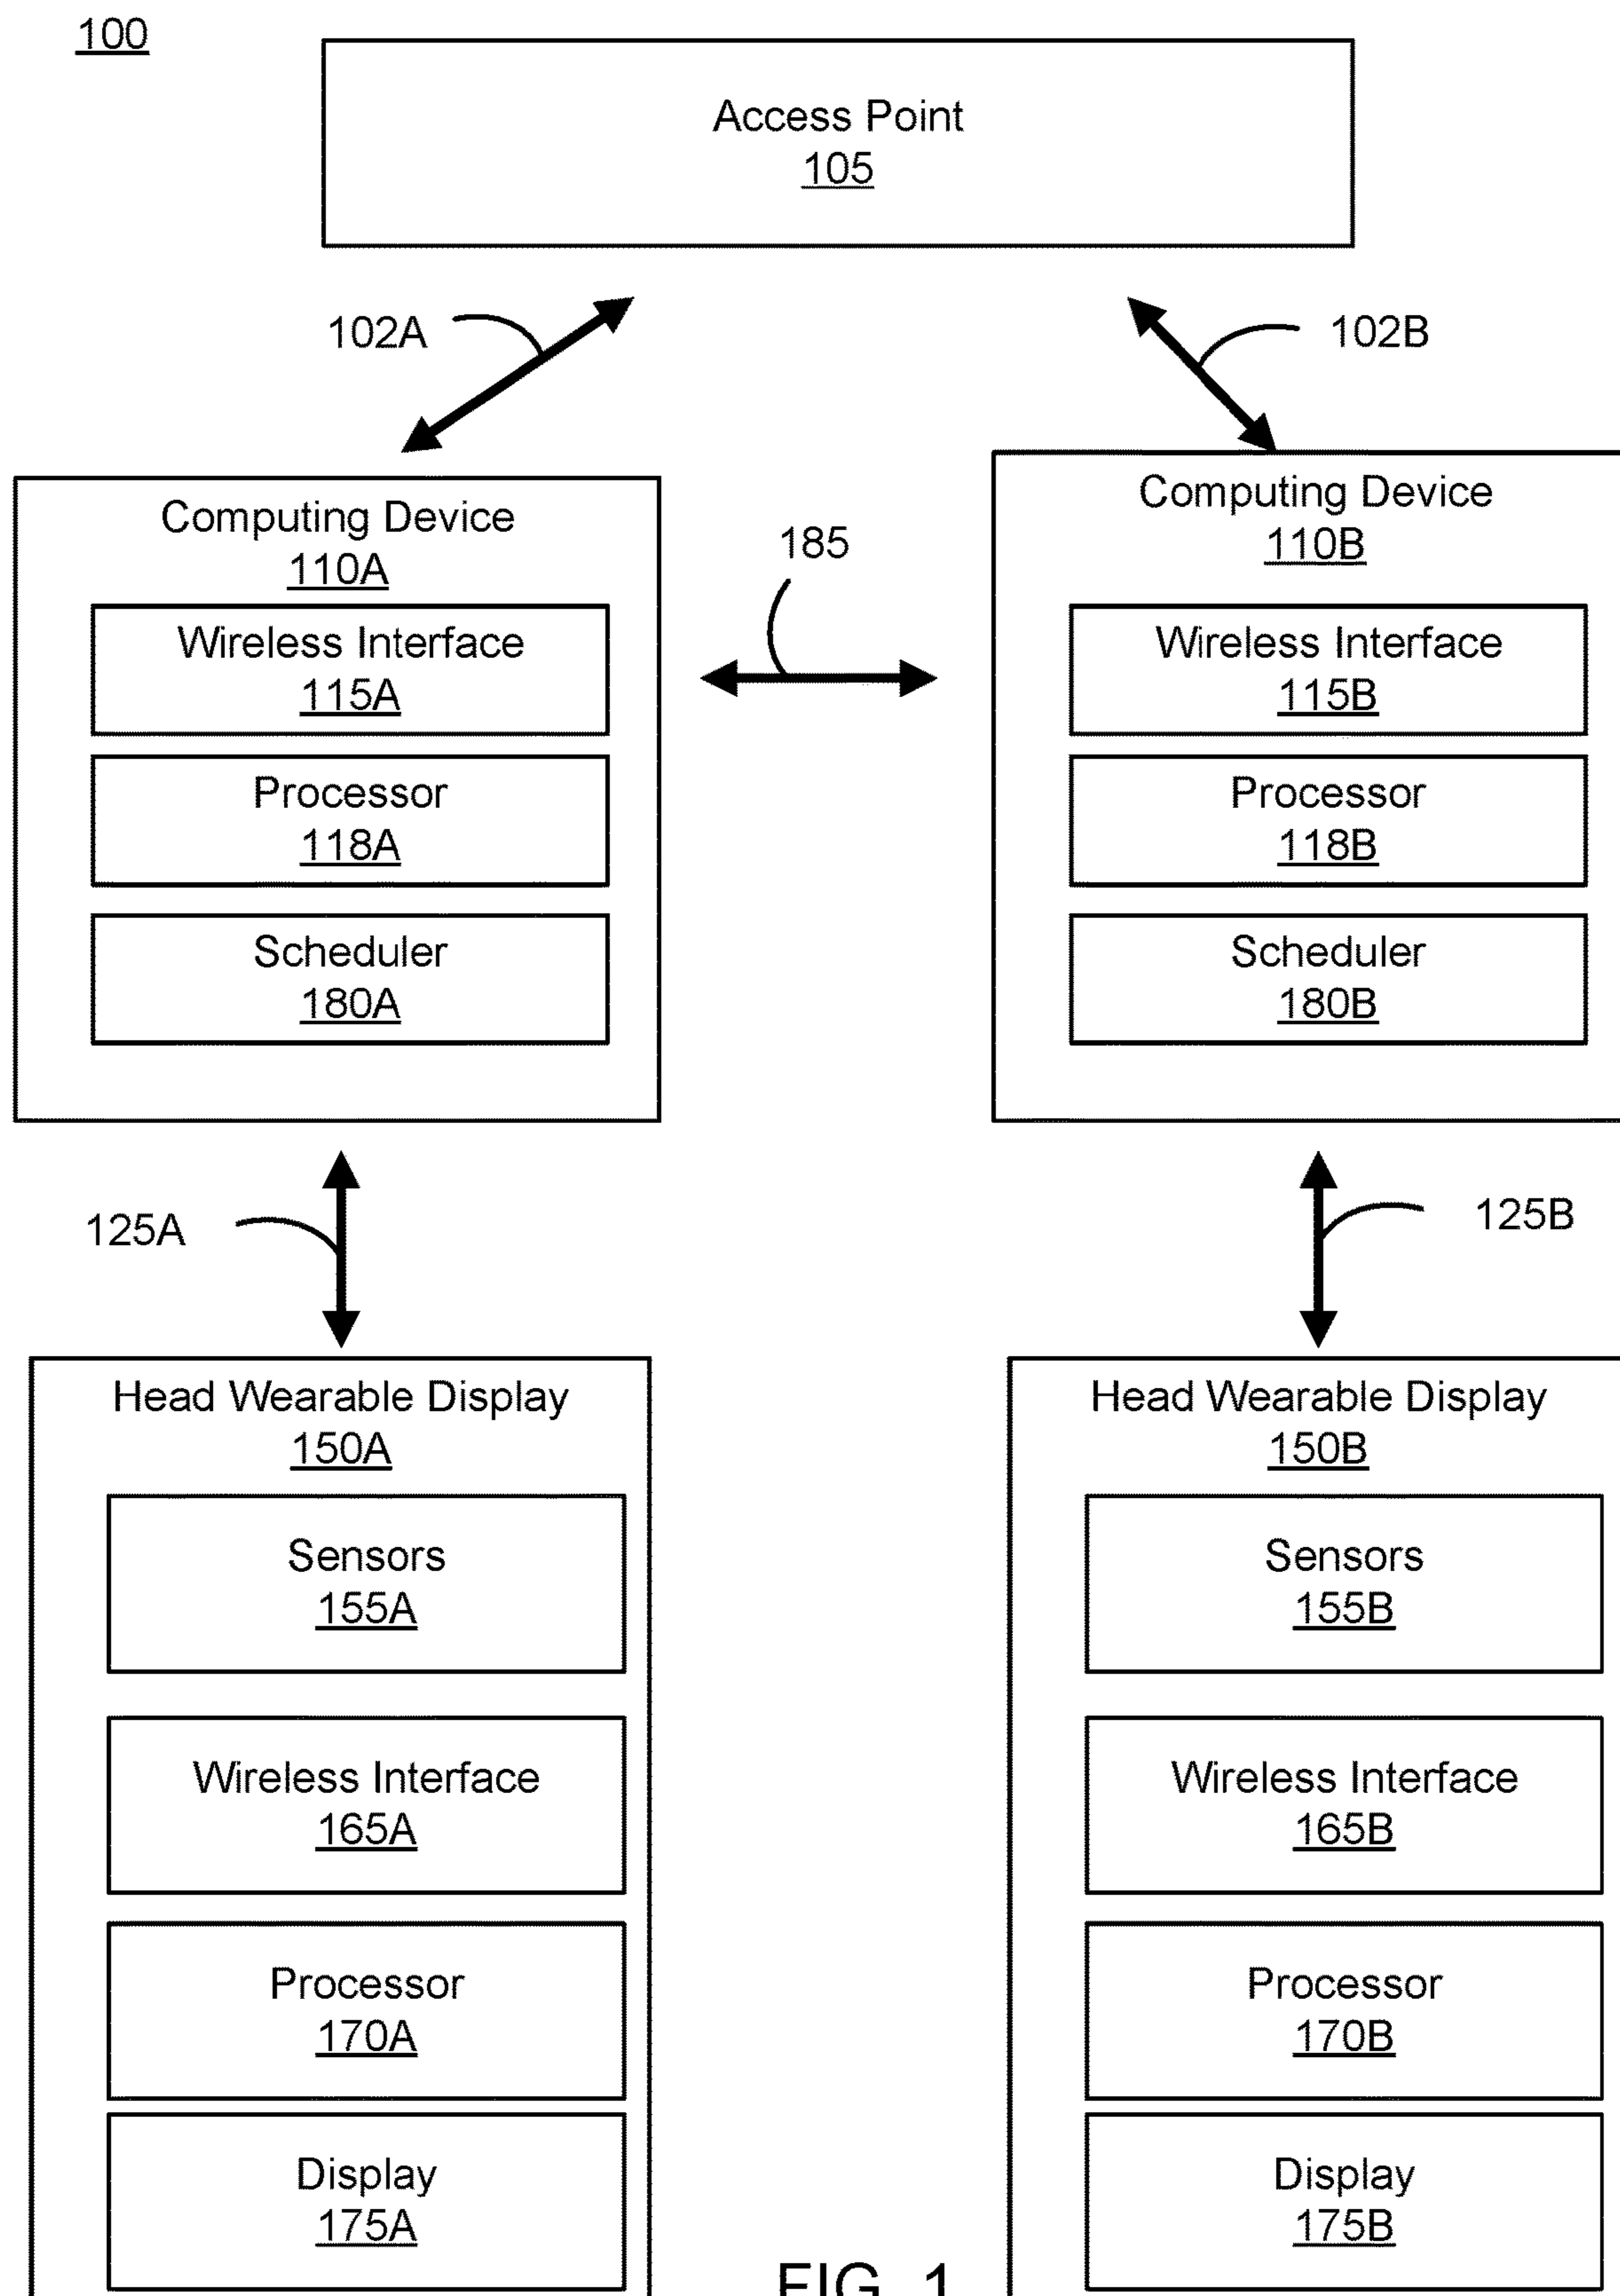 100
Access Point
105
102A
102B
Computing Device
110A
Wireless Interface
115A
Processor
118A
Scheduler
180A
185
Computing Device
110B
Wireless Interface
115B
Processor
118B
Scheduler
180B
125A
125B
Head Wearable Display
150A
Sensors
155A
Wireless Interface
165A
Processor
170A
Display
175A
Head Wearable Display
150B
Sensors
155B
Wireless Interface
165B
Processor
170B
Display
175B
FIG. 1